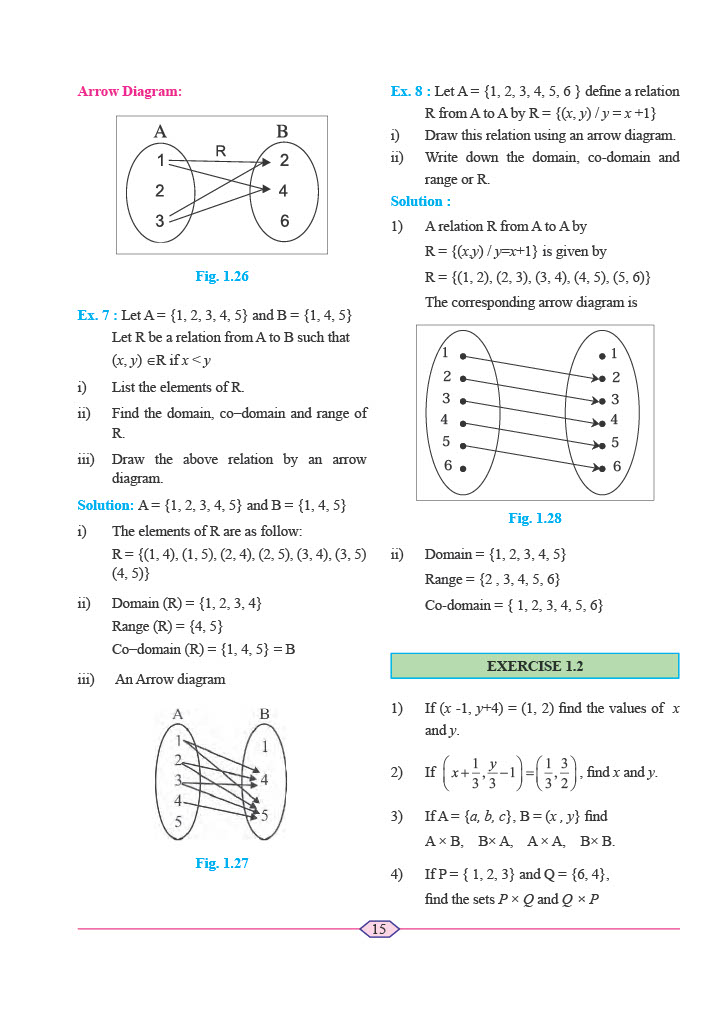 Arrow Diagram:
A B
R
1 2
2 4
3 6
Fig. 1.26
Ex. 7 : Let A = {1, 2, 3, 4, 5} and B = {1, 4, 5}
Let R be a relation from A to B such that
(x, y) ∈R if x < y
i) List the elements of R.
ii) Find the domain, co–domain and range of
R.
iii) Draw the above relation by an arrow
diagram.
Solution: A = {1, 2, 3, 4, 5} and B = {1, 4, 5}
i) The elements of R are as follow:
R = {(1, 4), (1, 5), (2, 4), (2, 5), (3, 4), (3, 5)
(4, 5)}
ii) Domain (R) = {1, 2, 3, 4}
Range (R) = {4, 5}
Co–domain (R) = {1, 4, 5} = B
iii) An Arrow diagram
A B
1 1
2
3 4
4
5 5
Fig. 1.27
Ex. 8 : Let A = {1, 2, 3, 4, 5, 6 } define a relation
R from A to A by R = {(x, y) / y = x +1}
i) Draw this relation using an arrow diagram.
ii) Write down the domain, co-domain and
range or R.
Solution :
1) A relation R from A to A by
R = {(x,y) / y=x+1} is given by
R = {(1, 2), (2, 3), (3, 4), (4, 5), (5, 6)}
The corresponding arrow diagram is
1 1
2 2
3 3
4 4
5 5
6 6
Fig. 1.28
ii) Domain = {1, 2, 3, 4, 5}
Range = {2 , 3, 4, 5, 6}
Co-domain = { 1, 2, 3, 4, 5, 6}
EXERCISE 1.2
1) If (x -1, y+4) = (1, 2) find the values of x
and y.
2) If (x + 1/3, y/3 − 1) = (1/3, 3/2), find x and y.
3) If A = {a, b, c}, B = (x , y} find
A × B, B× A, A × A, B× B.
4) If P = { 1, 2, 3} and Q = {6, 4},
find the sets P × Q and Q × P
15